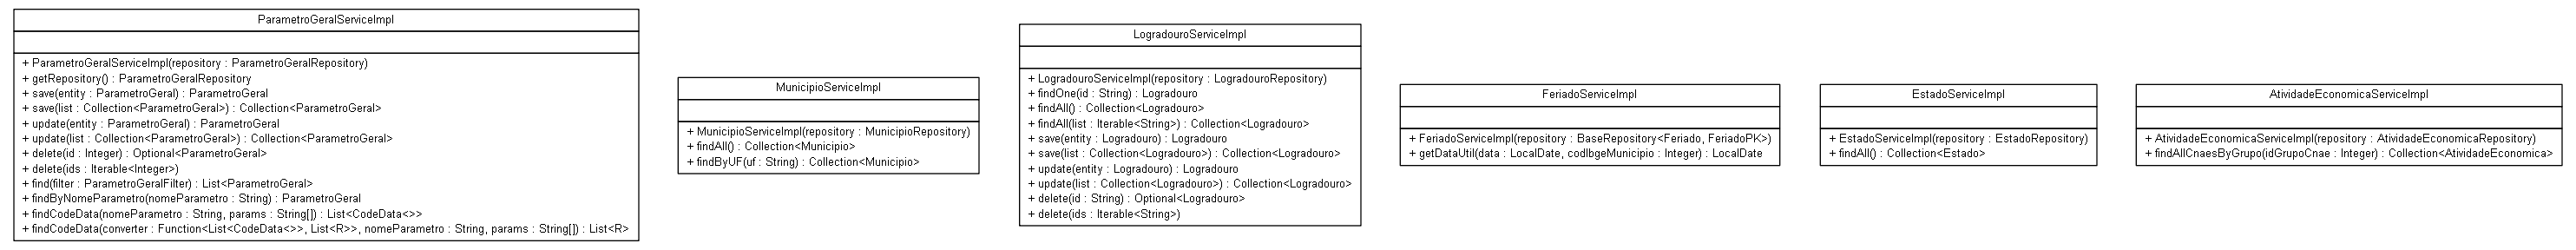 ParametroGeralServiceImpl
+ ParametroGeralServiceImpl(repository : ParametroGeralRepository)
+ getRepository() : ParametroGeralRepository
+ save(entity : ParametroGeral) : ParametroGeral
+ save(list : Collection<ParametroGeral>) : Collection<ParametroGeral>
+ update(entity : ParametroGeral) : ParametroGeral
+ update(list : Collection<ParametroGeral>) : Collection<ParametroGeral>
+ delete(id : Integer) : Optional<ParametroGeral>
+ delete(ids : Iterable<Integer>)
+ find(filter : ParametroGeralFilter) : List<ParametroGeral>
+ findByNomeParametro(nomeParametro : String) : ParametroGeral
+ findCodeData(nomeParametro : String, params : String[]) : List<CodeData<>>
+ findCodeData(converter : Function<List<CodeData<>>, List<R>>, nomeParametro : String, params : String[]) : List<R>
MunicipioServiceImpl
+ MunicipioServiceImpl(repository : MunicipioRepository)
+ findAll() : Collection<Municipio>
+ findByUF(uf : String) : Collection<Municipio>
LogradouroServiceImpl
+ LogradouroServiceImpl(repository : LogradouroRepository)
+ findOne(id : String) : Logradouro
+ findAll() : Collection<Logradouro>
+ findAll(list : Iterable<String>) : Collection<Logradouro>
+ save(entity : Logradouro) : Logradouro
+ save(list : Collection<Logradouro>) : Collection<Logradouro>
+ update(entity : Logradouro) : Logradouro
+ update(list : Collection<Logradouro>) : Collection<Logradouro>
+ delete(id : String) : Optional<Logradouro>
+ delete(ids : Iterable<String>)
FeriadoServiceImpl
+ FeriadoServiceImpl(repository : BaseRepository<Feriado, FeriadoPK>)
+ getDataUtil(data : LocalDate, codIbgeMunicipio : Integer) : LocalDate
EstadoServiceImpl
+ EstadoServiceImpl(repository : EstadoRepository)
+ findAll() : Collection<Estado>
AtividadeEconomicaServiceImpl
+ AtividadeEconomicaServiceImpl(repository : AtividadeEconomicaRepository)
+ findAllCnaesByGrupo(idGrupoCnae : Integer) : Collection<AtividadeEconomica>